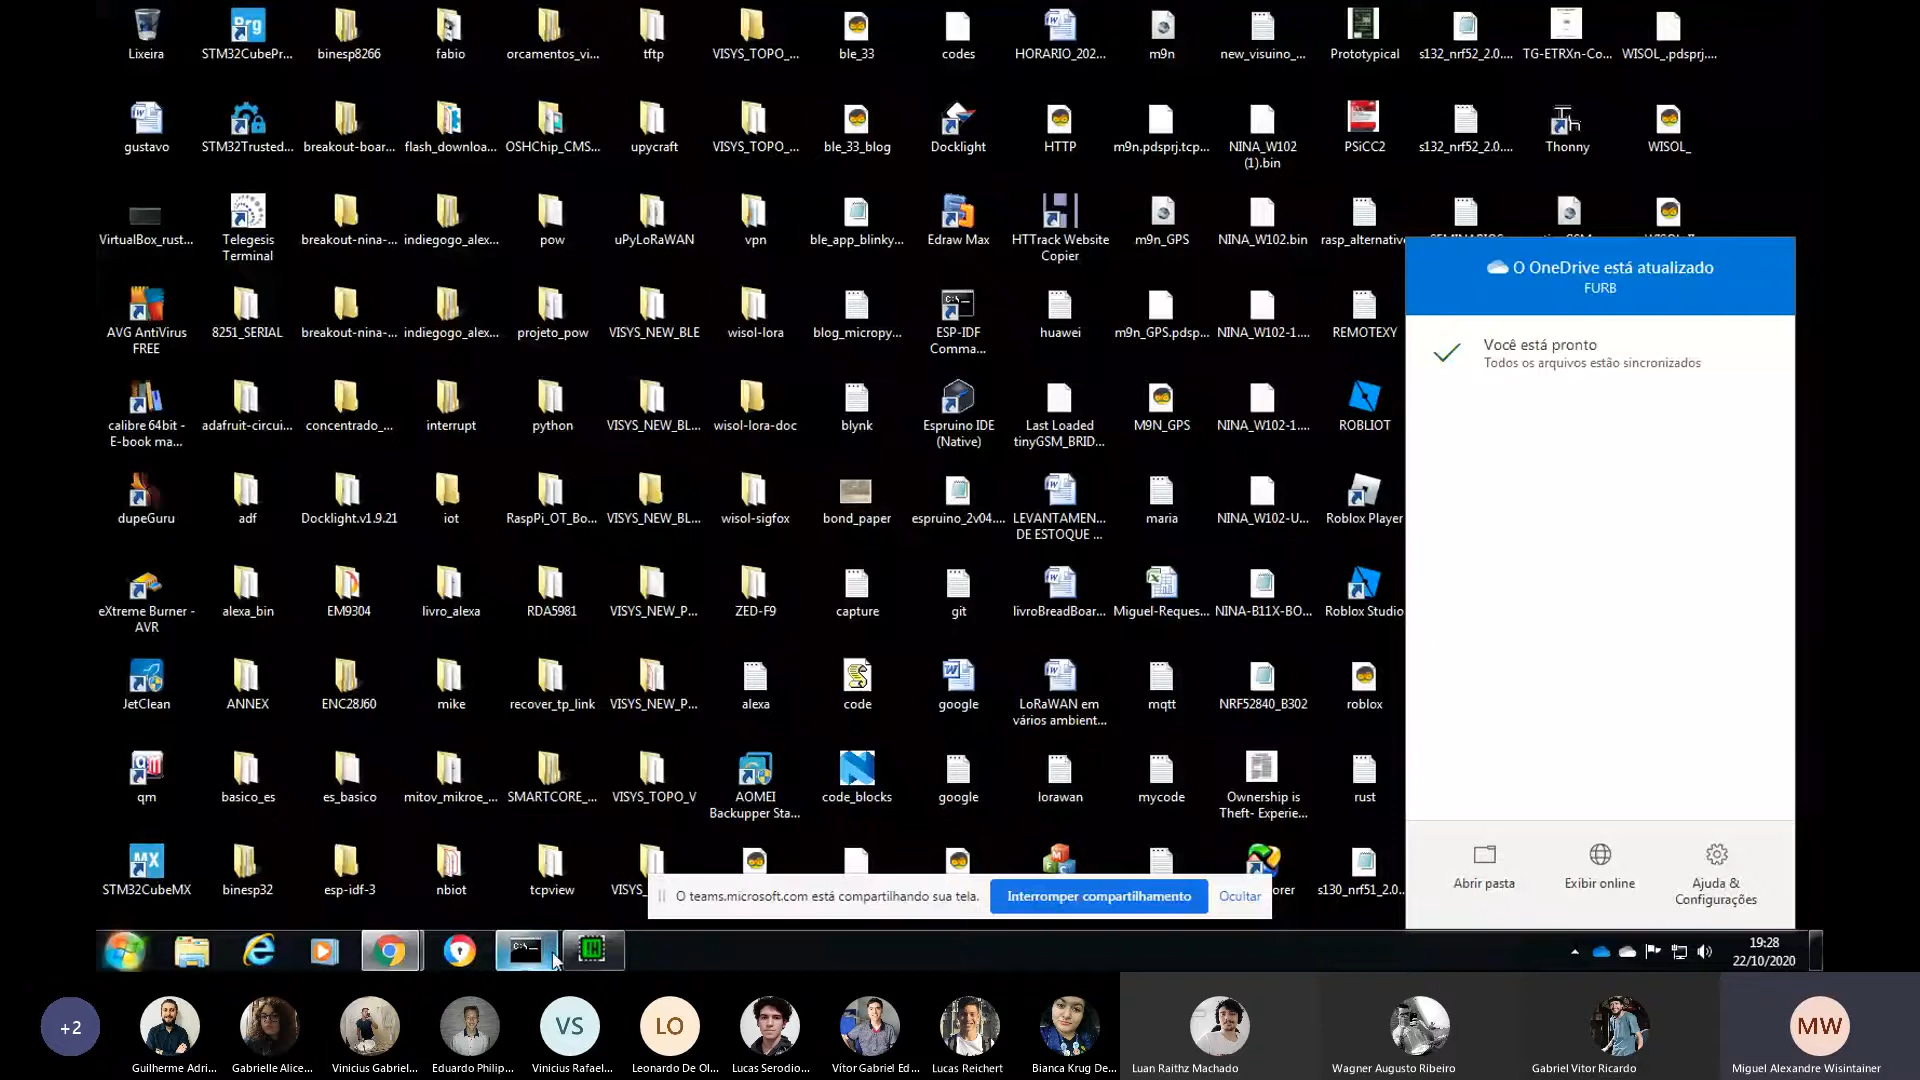 Lixeira
STM32CubePr...
binesp8266
fabio
orcamentos_vi...
tftp
VISYS_TOPO_...
ble_33
codes
HORARIO_202...
m9n
new_visuino_...
Prototypical
s132_nrf52_2.0....
TG-ETRXn-Co...
WISOL_.pdsprj....
gustavo
STM32Trusted...
breakout-boar...
flash_downloa...
OSHChip_CMS...
upycraft
VISYS_TOPO_...
ble_33_blog
Docklight
HTTP
m9n.pdsprj.tcp...
NINA_W102
(1).bin
PSiCC2
s132_nrf52_2.0....
Thonny
WISOL_
VirtualBox_rust...
Telegesis
Terminal
breakout-nina-...
indiegogo_alex...
pow
uPyLoRaWAN
vpn
ble_app_blinky...
Edraw Max
HTTrack Website
Copier
m9n_GPS
NINA_W102.bin
rasp_alternative
O OneDrive está atualizado
FURB
Você está pronto
Todos os arquivos estão sincronizados
AVG AntiVirus
FREE
8251_SERIAL
breakout-nina-...
indiegogo_alex...
projeto_pow
VISYS_NEW_BLE
wisol-lora
blog_micropy...
ESP-IDF
Comma...
huawei
m9n_GPS.pdsp...
NINA_W102-1....
REMOTEXY
calibre 64bit -
E-book ma...
adafruit-circui...
concentrado_...
interrupt
python
VISYS_NEW_BL...
wisol-lora-doc
blynk
Espruino IDE
(Native)
Last Loaded
tinyGSM_BRID...
M9N_GPS
NINA_W102-1....
ROBLIOT
dupeGuru
adf
Docklight.v1.9.21
iot
RaspPi_OT_Bo...
VISYS_NEW_BL...
wisol-sigfox
bond_paper
espruino_2v04....
LEVANTAMEN...
DE ESTOQUE ...
maria
NINA_W102-U...
Roblox Player
eXtreme Burner -
AVR
alexa_bin
EM9304
livro_alexa
RDA5981
VISYS_NEW_P...
ZED-F9
capture
git
livroBreadBoar...
Miguel-Reques...
NINA-B11X-BO...
Roblox Studio
JetClean
ANNEX
ENC28J60
mike
recover_tp_link
VISYS_NEW_P...
alexa
code
google
LoRaWAN em
vários ambient...
mqtt
NRF52840_B302
roblox
qm
basico_es
es_basico
mitov_mikroe_...
SMARTCORE_...
VISYS_TOPO_V
AOMEI
Backupper Sta...
code_blocks
google
lorawan
mycode
Ownership is
Theft- Experie...
rust
STM32CubeMX
binesp32
esp-idf-3
nbiot
tcpview
VISYS_
s130_nrf51_2.0...
O teams.microsoft.com está compartilhando sua tela.
Interromper compartilhamento
Ocultar
Abrir pasta
Exibir online
Ajuda &
Configurações
19:28
22/10/2020
+2
VS
LO
MW
Guilherme Adri...
Gabrielle Alice...
Vinicius Gabriel...
Eduardo Philip...
Vinicius Rafael...
Leonardo De Ol...
Lucas Serodio...
Vítor Gabriel Ed...
Lucas Reichert
Bianca Krug De...
Luan Raithz Machado
Wagner Augusto Ribeiro
Gabriel Vitor Ricardo
Miguel Alexandre Wisintainer